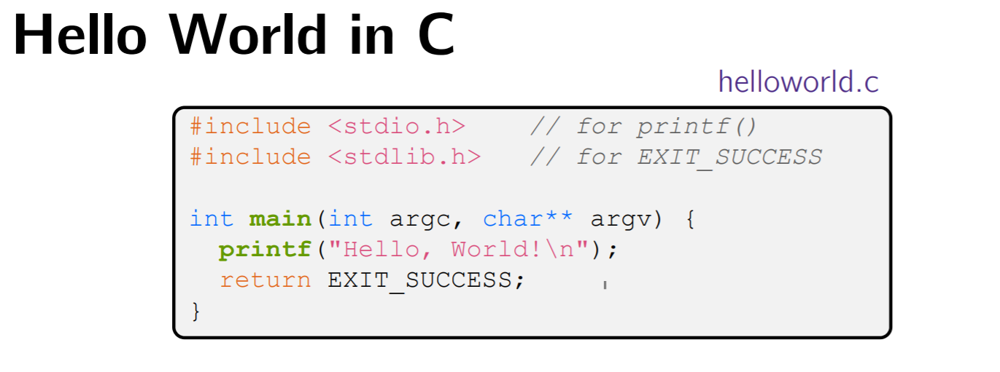 Hello World in C
helloworld.c
#include <stdio.h>    // for printf()
#include <stdlib.h>   // for EXIT_SUCCESS
int main(int argc, char** argv) {
  printf("Hello, World!\n");
  return EXIT_SUCCESS;
}